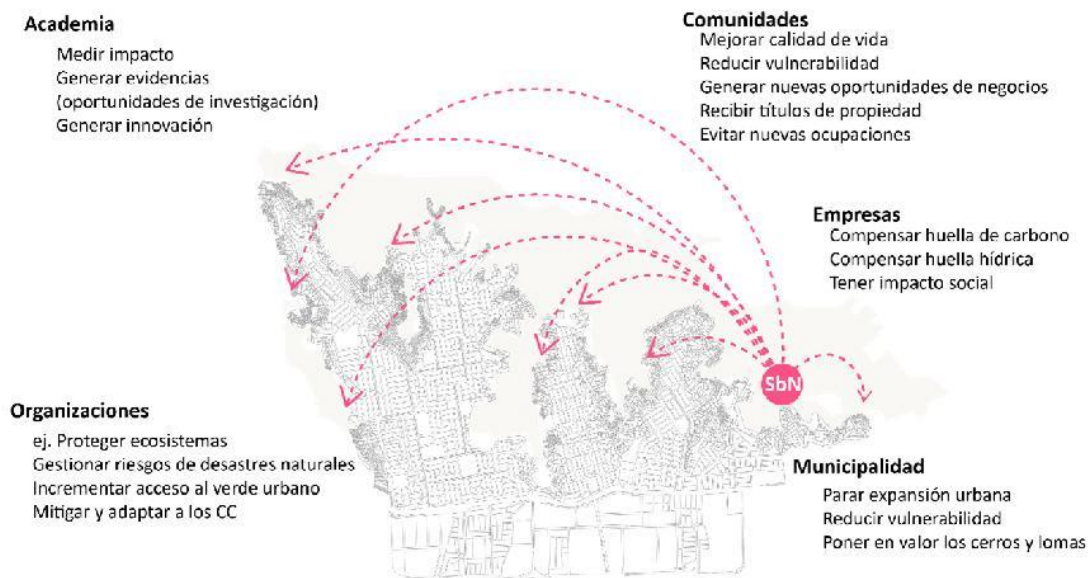 Academia
Medir impacto
Generar evidencias
(oportunidades de investigación)
Generar innovación
Comunidades
Mejorar calidad de vida
Reducir vulnerabilidad
Generar nuevas oportunidades de negocios
Recibir títulos de propiedad
Evitar nuevas ocupaciones
Empresas
Compensar huella de carbono
Compensar huella hídrica
Tener impacto social
SbN
Organizaciones
ej. Proteger ecosistemas
Gestionar riesgos de desastres naturales
Incrementar acceso al verde urbano
Mitigar y adaptar a los CC
Municipalidad
Parar expansión urbana
Reducir vulnerabilidad
Poner en valor los cerros y lomas